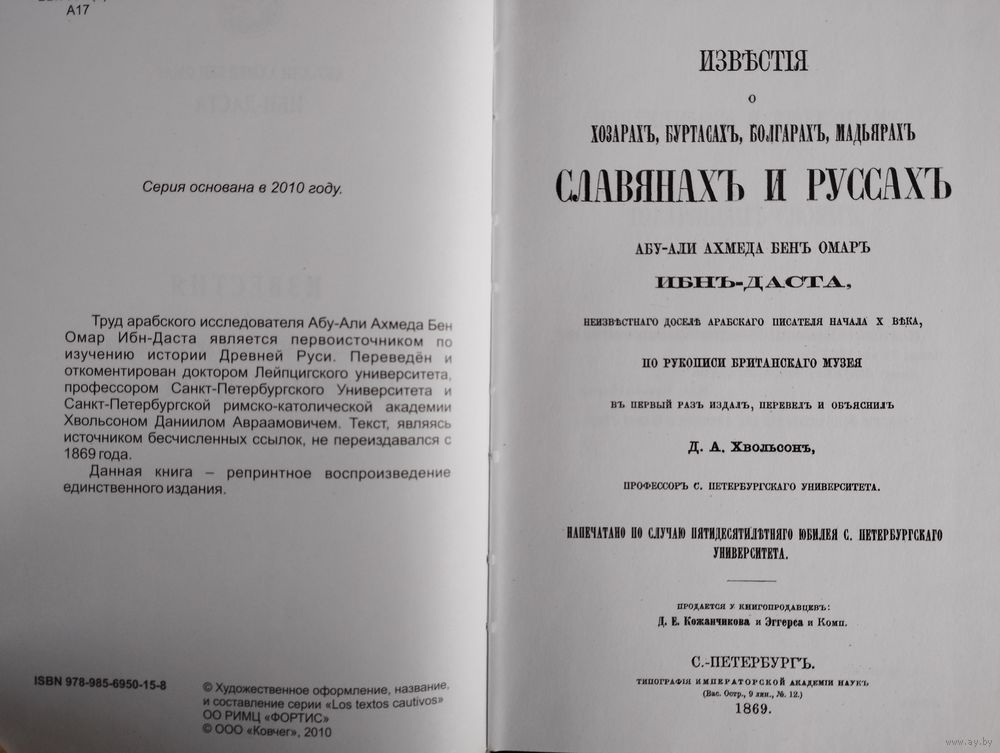 А17
Серия основана в 2010 году.
Труд арабского исследователя Абу-Али Ахмеда Бен
Омар Ибн-Даста является первоисточником по
изучению истории Древней Руси. Переведён и
откоментирован доктором Лейпцигского университета,
профессором Санкт-Петербургского Университета и
Санкт-Петербургской римско-католической академии
Хвольсоном Даниилом Авраамовичем. Текст, являясь
источником бесчисленных ссылок, не переиздавался с
1869 года.
Данная книга – репринтное воспроизведение
единственного издания.
ISBN 978-985-6950-15-8
© Художественное оформление, название,
и составление серии «Los textos cautivos»
ОО РИМЦ «ФОРТИС»
© ООО «Ковчег», 2010
ИЗВѢСТІЯ
О
ХОЗАРАХЪ, БУРТАСАХЪ, БОЛГАРАХЪ, МАДЬЯРАХЪ
СЛАВЯНАХЪ И РУССАХЪ
АБУ-АЛИ АХМЕДА БЕНЪ ОМАРЪ
ИБНЪ-ДАСТА,
НЕИЗВѢСТНАГО ДОСЕЛѢ АРАБСКАГО ПИСАТЕЛЯ НАЧАЛА X ВѢКА,
ПО РУКОПИСИ БРИТАНСКАГО МУЗЕЯ
ВЪ ПЕРВЫЙ РАЗЪ ИЗДАЛЪ, ПЕРЕВЕЛЪ И ОБЪЯСНИЛЪ
Д. А. Хвольсонъ,
ПРОФЕССОРЪ С. ПЕТЕРБУРГСКАГО УНИВЕРСИТЕТА.
НАПЕЧАТАНО ПО СЛУЧАЮ ПЯТИДЕСЯТИЛѢТНЯГО ЮБИЛЕЯ С. ПЕТЕРБУРГСКАГО
УНИВЕРСИТЕТА.
ПРОДАЕТСЯ У КНИГОПРОДАВЦЕВЪ:
Д. Е. Кожанчикова и Эггерса и Комп.
С.-ПЕТЕРБУРГЪ.
ТИПОГРАФІЯ ИМПЕРАТОРСКОЙ АКАДЕМІИ НАУКЪ
(Вас. Остр., 9 лин., №. 12.)
1869.
www.ay.by